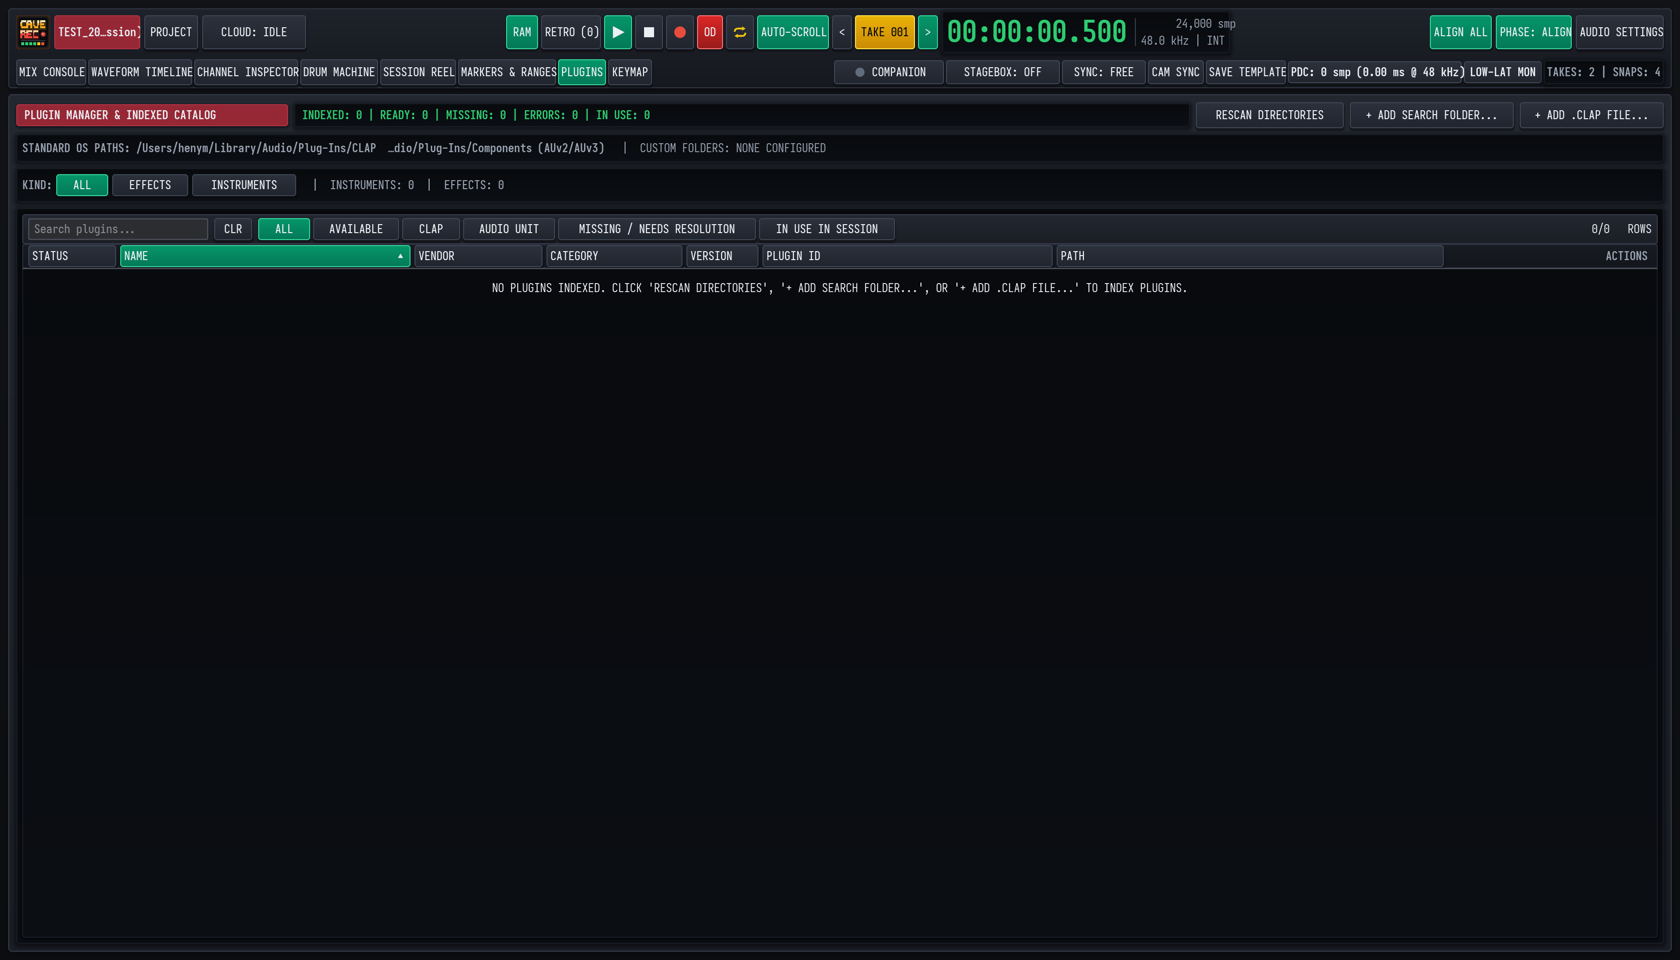 CAVE REC TEST_20…ssion] PROJECT CLOUD: IDLE RAM RETRO (0) OD AUTO-SCROLL < TAKE 001 > 00:00:00.500 24,000 smp ALIGN ALL PHASE: ALIGN AUDIO SETTINGS
48.0 kHz | INT
MIX CONSOLE WAVEFORM TIMELINE CHANNEL INSPECTOR DRUM MACHINE SESSION REEL MARKERS & RANGES PLUGINS KEYMAP COMPANION STAGEBOX: OFF SYNC: FREE CAM SYNC SAVE TEMPLATE PDC: 0 smp (0.00 ms @ 48 kHz) LOW-LAT MON TAKES: 2 | SNAPS: 4
PLUGIN MANAGER & INDEXED CATALOG INDEXED: 0 | READY: 0 | MISSING: 0 | ERRORS: 0 | IN USE: 0 RESCAN DIRECTORIES + ADD SEARCH FOLDER... + ADD .CLAP FILE...
STANDARD OS PATHS: /Users/henym/Library/Audio/Plug-Ins/CLAP …dio/Plug-Ins/Components (AUv2/AUv3) | CUSTOM FOLDERS: NONE CONFIGURED
KIND: ALL EFFECTS INSTRUMENTS | INSTRUMENTS: 0 | EFFECTS: 0
Search plugins... CLR ALL AVAILABLE CLAP AUDIO UNIT MISSING / NEEDS RESOLUTION IN USE IN SESSION 0/0 ROWS
STATUS NAME ▲ VENDOR CATEGORY VERSION PLUGIN ID PATH ACTIONS
NO PLUGINS INDEXED. CLICK 'RESCAN DIRECTORIES', '+ ADD SEARCH FOLDER...', OR '+ ADD .CLAP FILE...' TO INDEX PLUGINS.